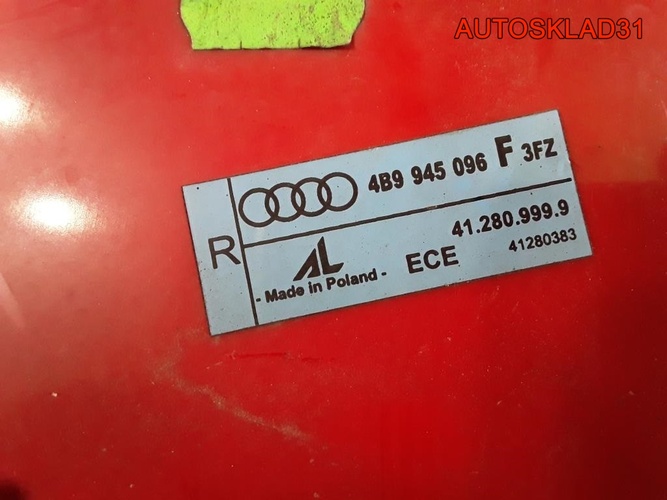 AUTOSKLAD31
4B9 945 096 F 3FZ
R
41.280.999.9
AL
- Made in Poland - ECE 41280383